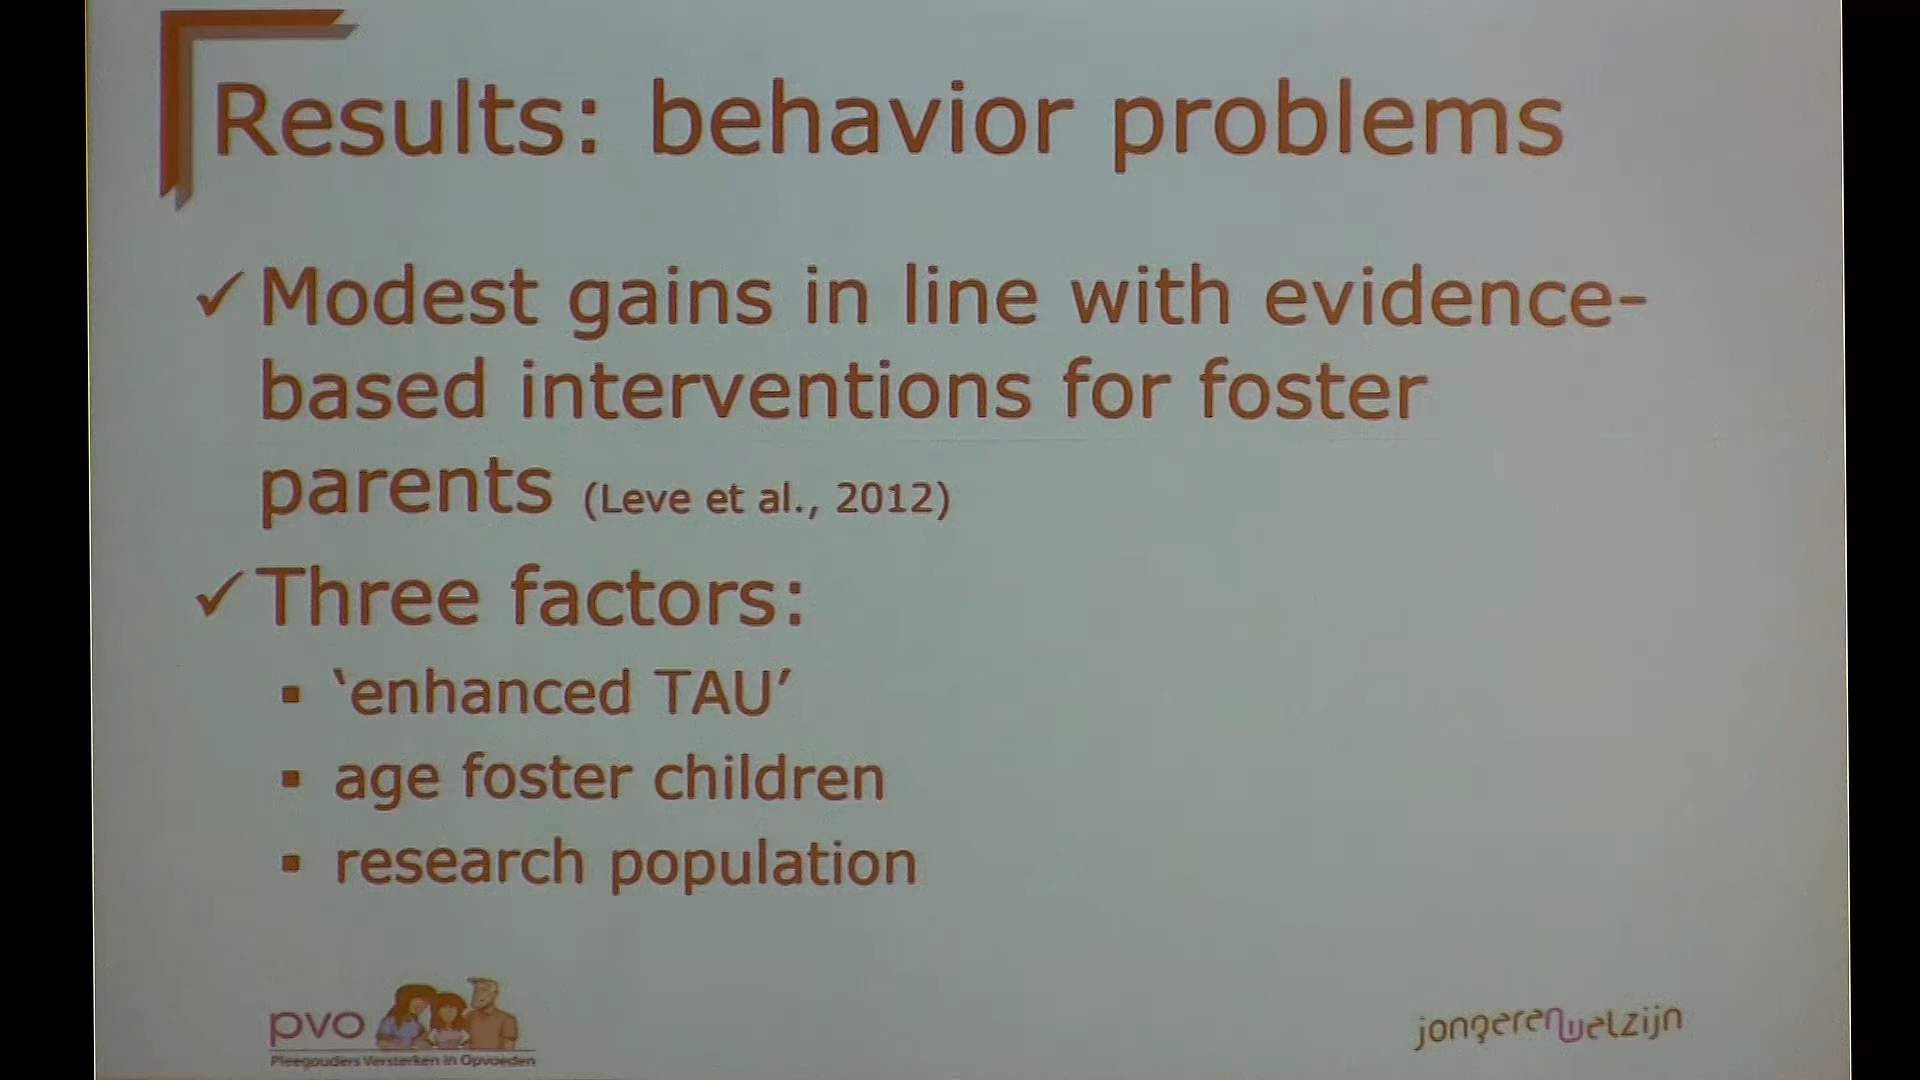 Results: behavior problems
✓ Modest gains in line with evidence-
based interventions for foster
parents (Leve et al., 2012)
✓ Three factors:
▪ ‘enhanced TAU’
▪ age foster children
▪ research population
pvo
Pleegouders Versterken in Opvoeden
jongerenwelzijn